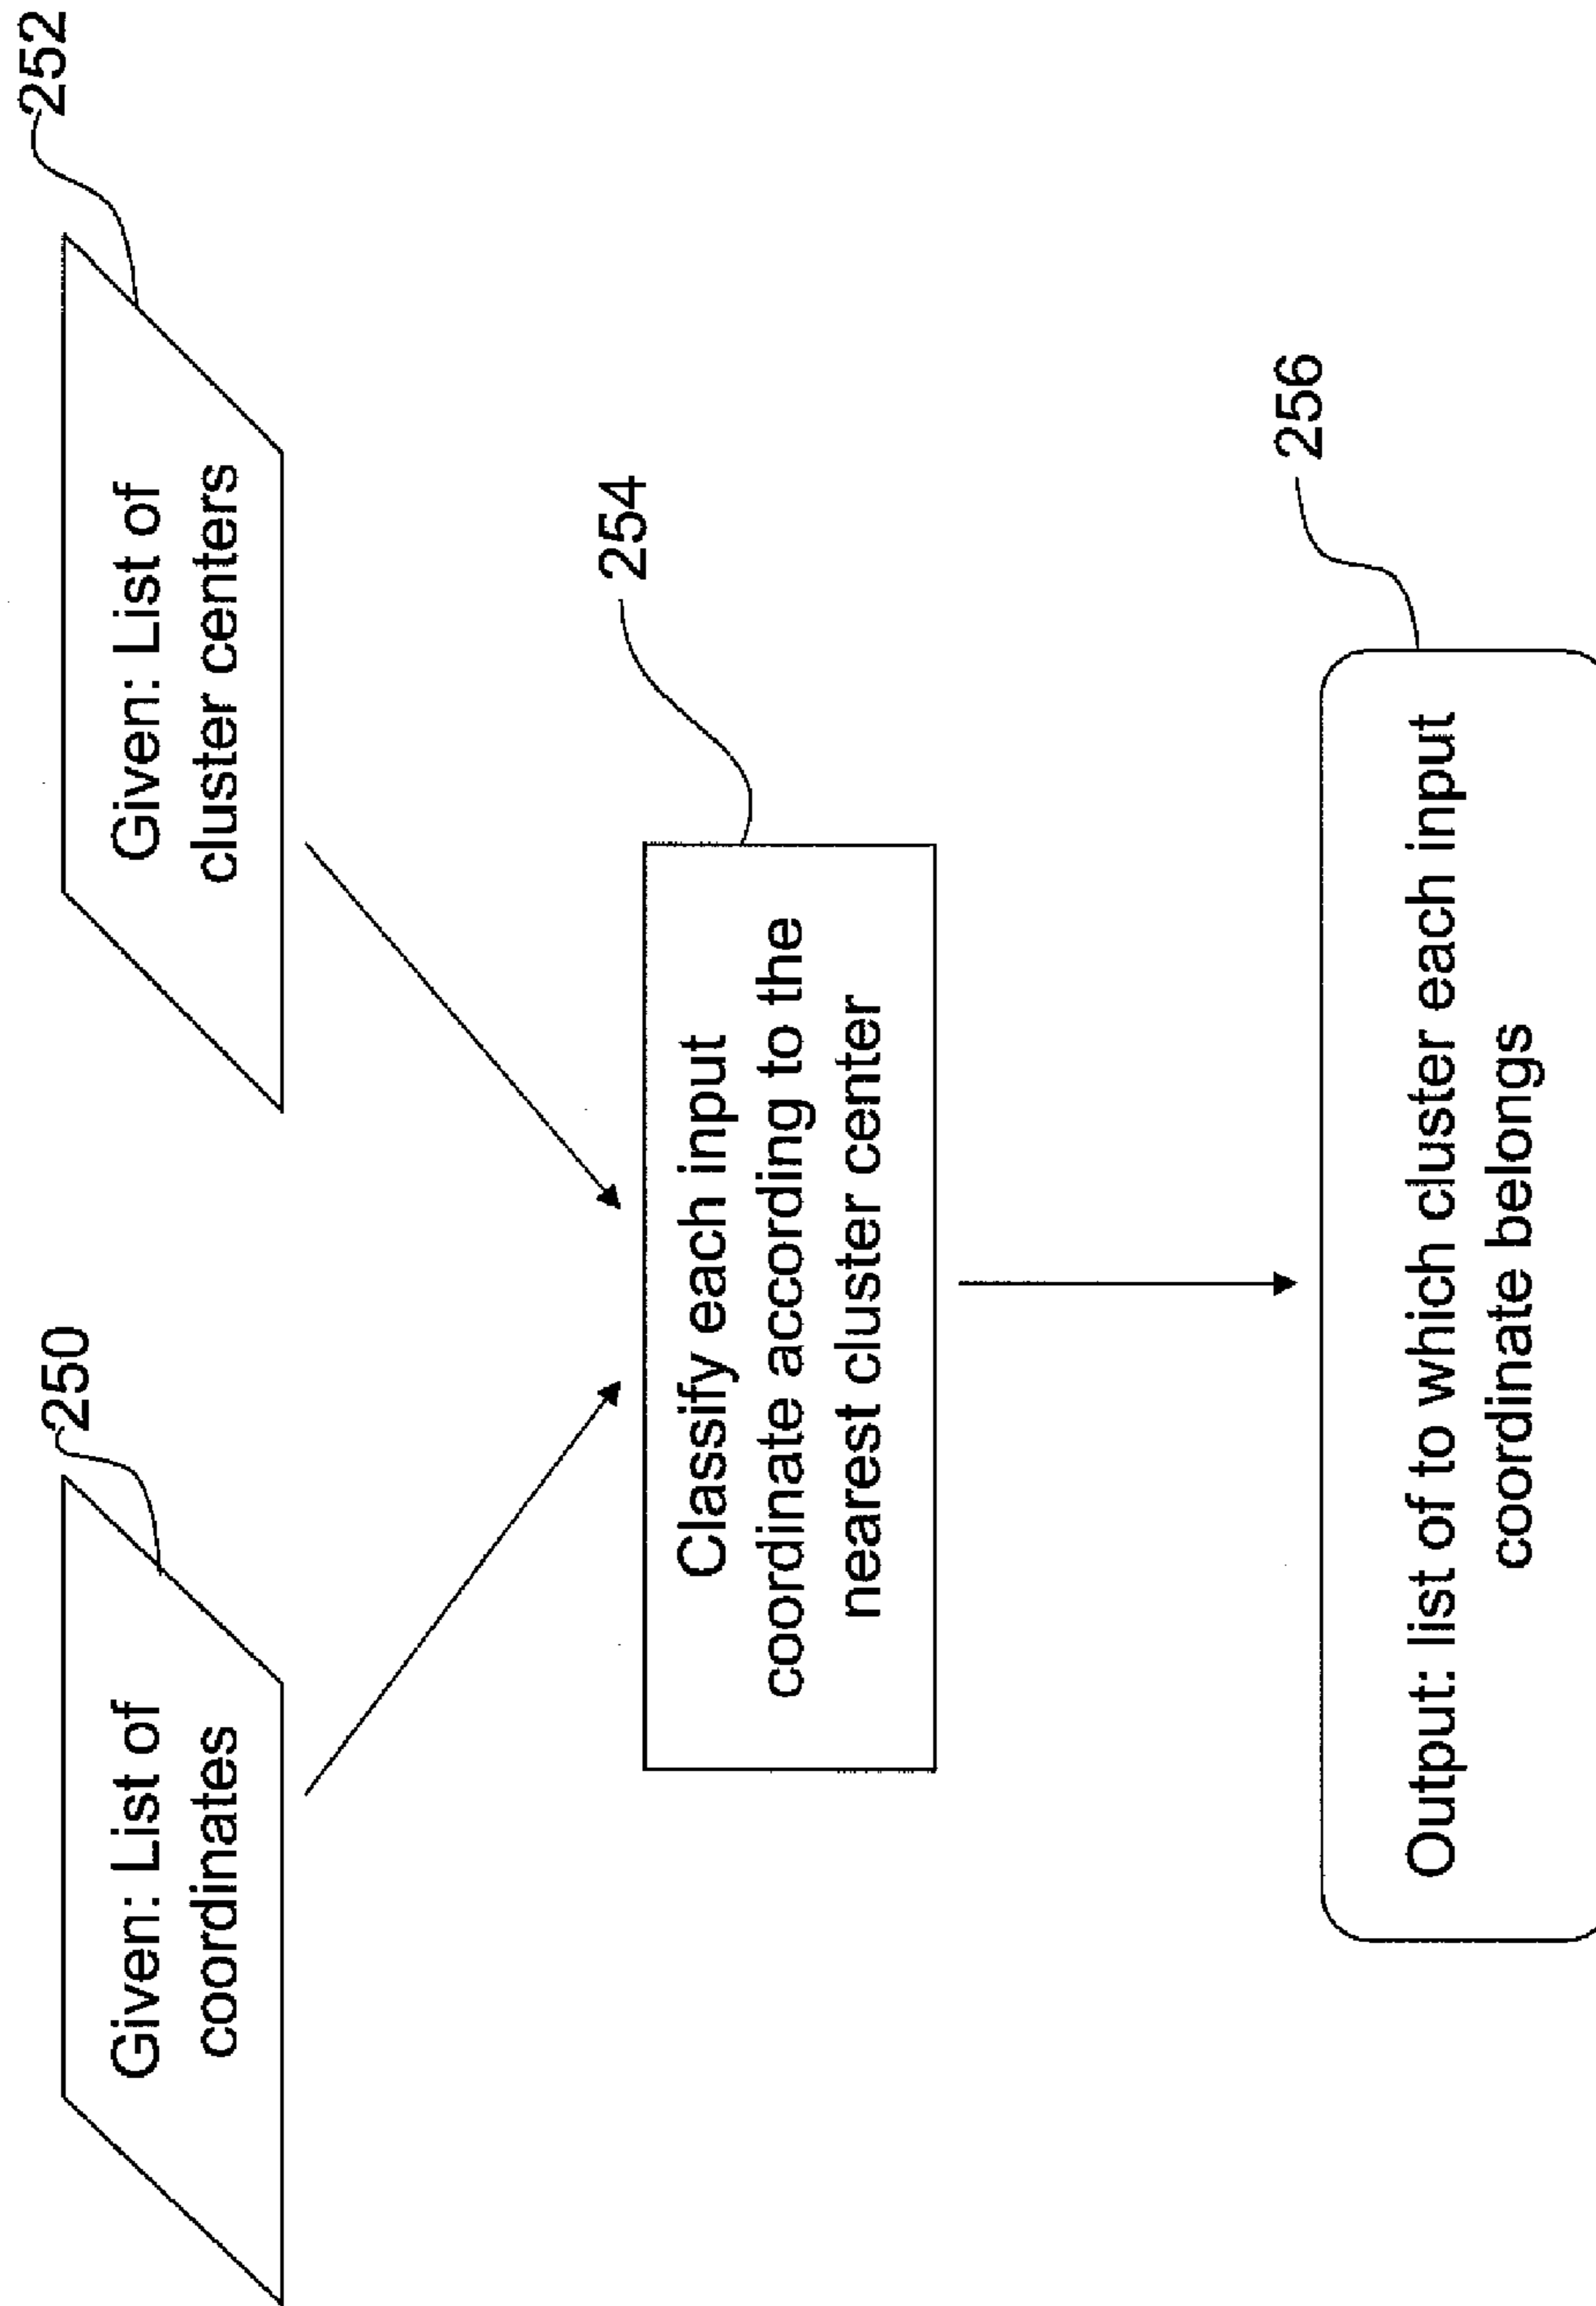 250
Given: List of
coordinates
252
Given: List of
cluster centers
254
Classify each input
coordinate according to the
nearest cluster center
256
Output: list of to which cluster each input
coordinate belongs